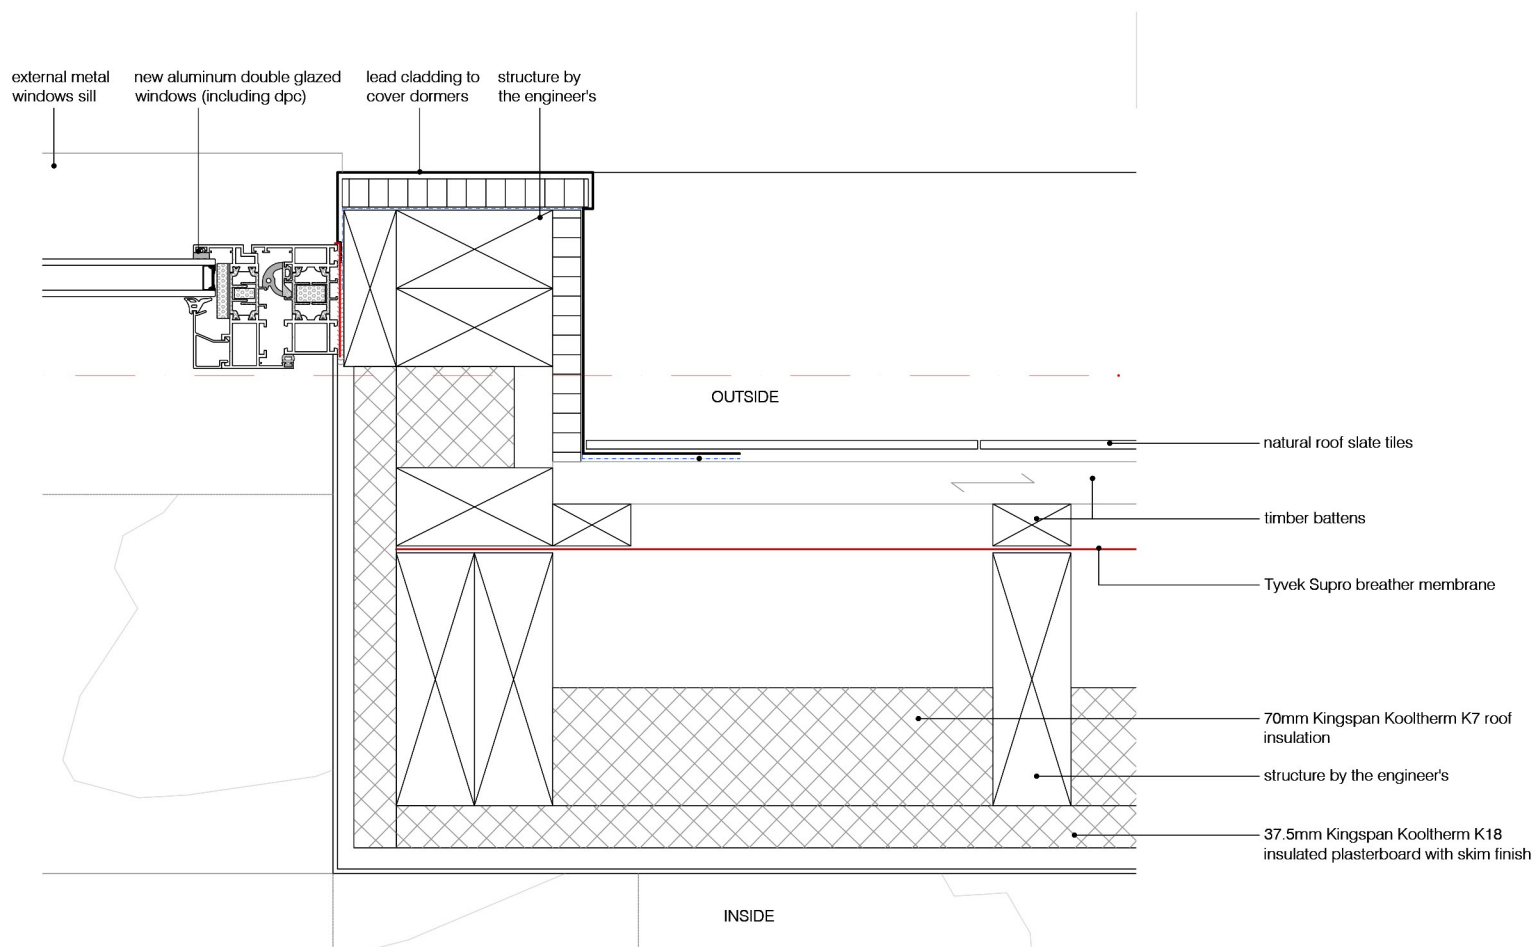 external metal
windows sill
new aluminum double glazed
windows (including dpc)
lead cladding to
cover dormers
structure by
the engineer's
OUTSIDE
natural roof slate tiles
timber battens
Tyvek Supro breather membrane
70mm Kingspan Kooltherm K7 roof
insulation
structure by the engineer's
37.5mm Kingspan Kooltherm K18
insulated plasterboard with skim finish
INSIDE